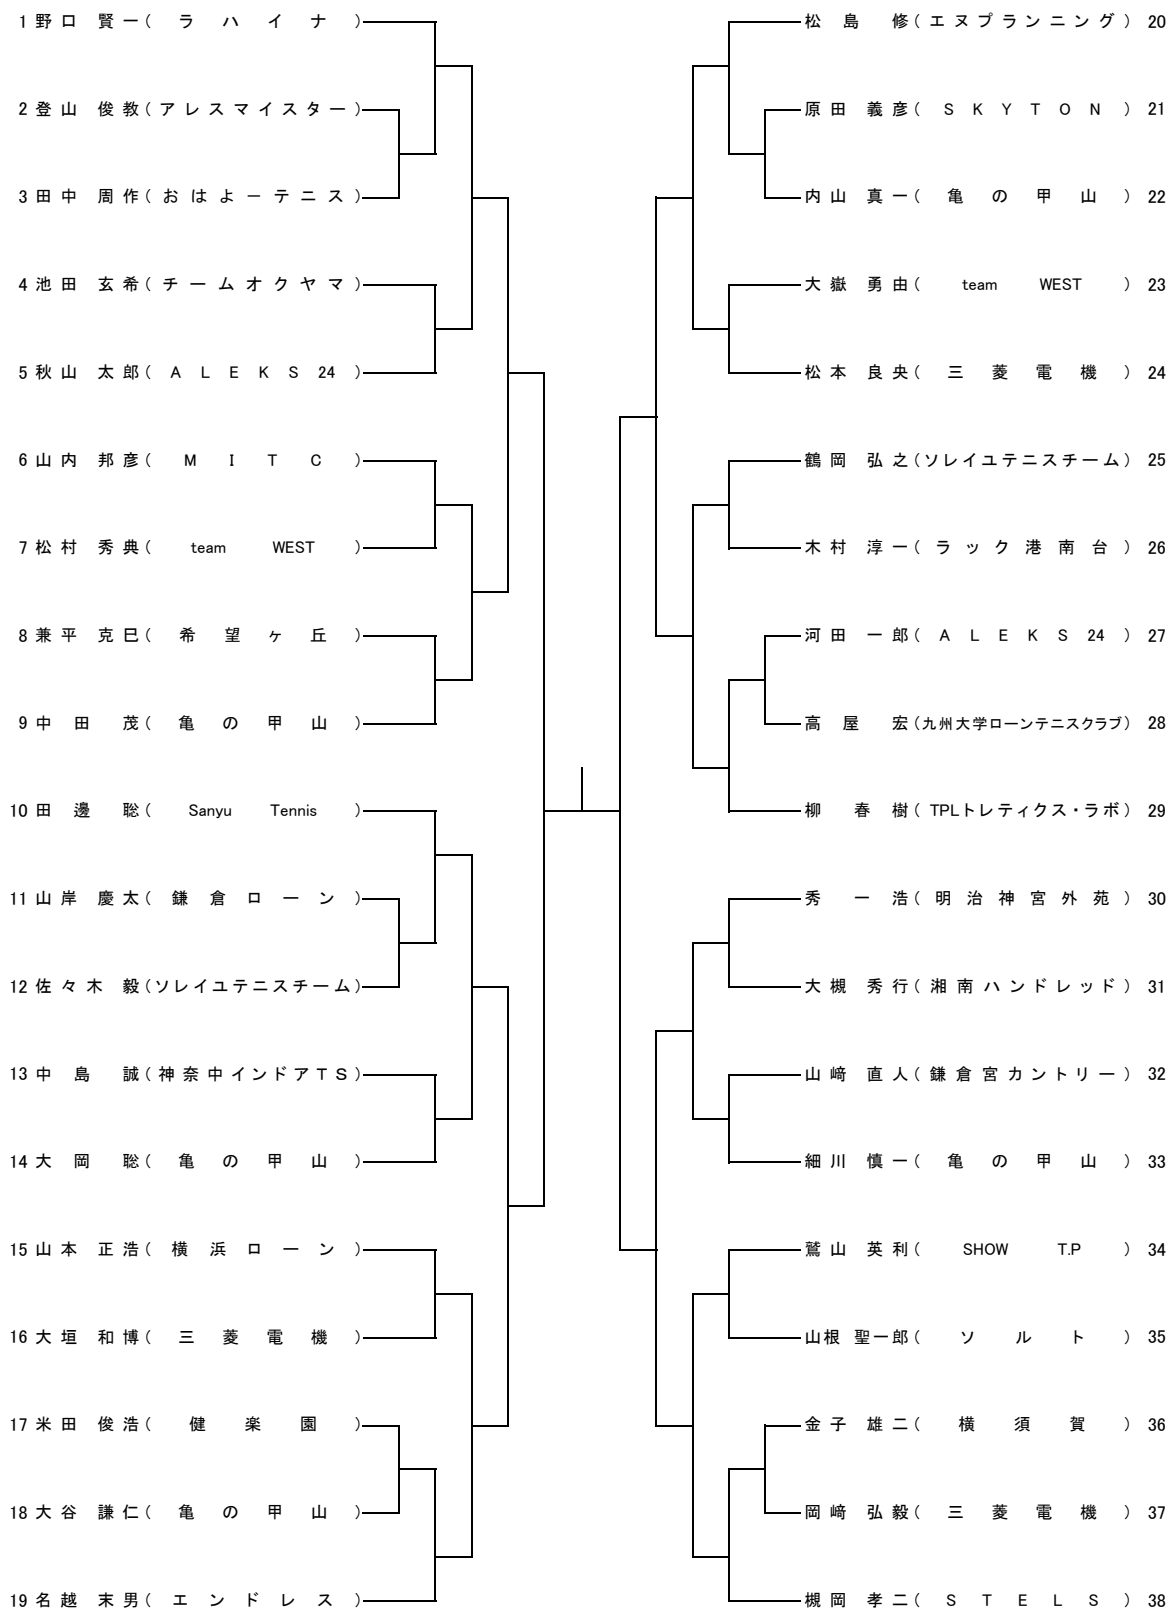 1 野口 賢一 ( ラハイナ )
2 登山 俊教 ( アレスマイスター )
3 田中 周作 ( おはよーテニス )
4 池田 玄希 ( チームオクヤマ )
5 秋山 太郎 ( ALEKS24 )
6 山内 邦彦 ( MITC )
7 松村 秀典 ( team WEST )
8 兼平 克巳 ( 希望ヶ丘 )
9 中田 茂 ( 亀の甲山 )
10 田邊 聡 ( Sanyu Tennis )
11 山岸 慶太 ( 鎌倉ローン )
12 佐々木 毅 ( ソレイユテニスチーム )
13 中島 誠 ( 神奈中インドアTS )
14 大岡 聡 ( 亀の甲山 )
15 山本 正浩 ( 横浜ローン )
16 大垣 和博 ( 三菱電機 )
17 米田 俊浩 ( 健楽園 )
18 大谷 謙仁 ( 亀の甲山 )
19 名越 末男 ( エンドレス )
松島 修 ( エヌプランニング ) 20
原田 義彦 ( SKYTON ) 21
内山 真一 ( 亀の甲山 ) 22
大嶽 勇由 ( team WEST ) 23
松本 良央 ( 三菱電機 ) 24
鶴岡 弘之 ( ソレイユテニスチーム ) 25
木村 淳一 ( ラック港南台 ) 26
河田 一郎 ( ALEKS24 ) 27
高屋 宏 ( 九州大学ローンテニスクラブ ) 28
柳 春樹 ( TPLトレティクス・ラボ ) 29
秀 一浩 ( 明治神宮外苑 ) 30
大槻 秀行 ( 湘南ハンドレッド ) 31
山﨑 直人 ( 鎌倉宮カントリー ) 32
細川 慎一 ( 亀の甲山 ) 33
鷲山 英利 ( SHOW T.P ) 34
山根 聖一郎 ( ソルト ) 35
金子 雄二 ( 横須賀 ) 36
岡﨑 弘毅 ( 三菱電機 ) 37
槻岡 孝二 ( STELS ) 38